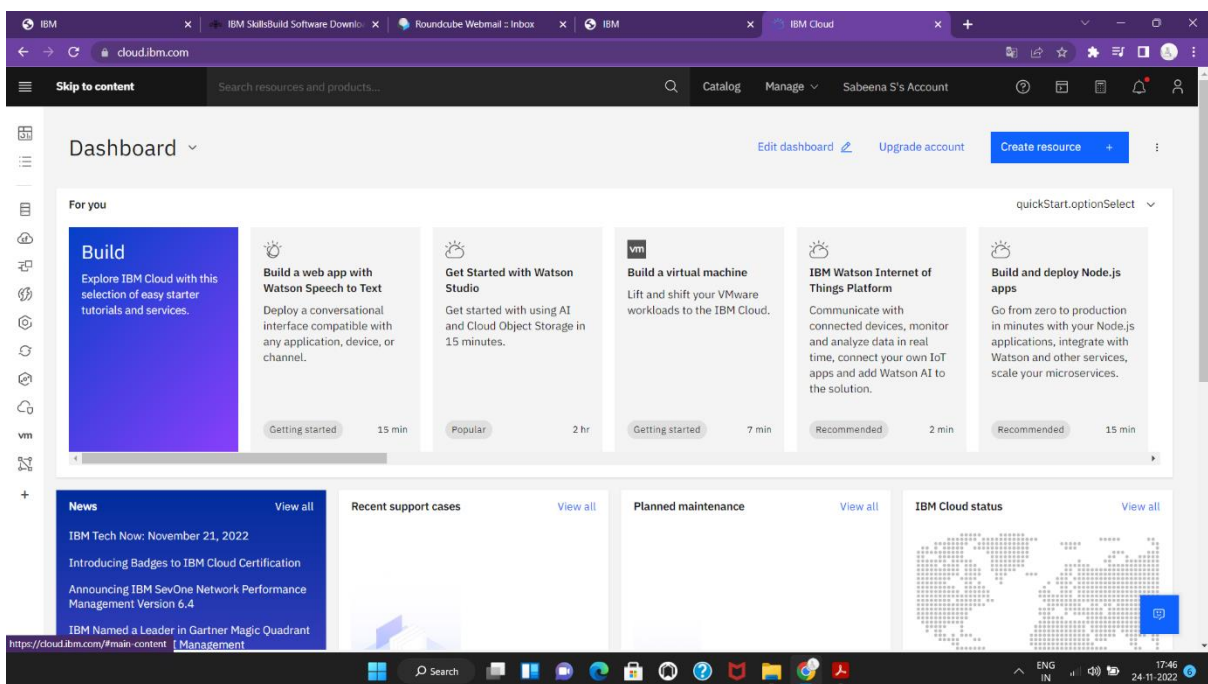 IBM
IBM SkillsBuild Software Downlo
Roundcube Webmail :: Inbox
IBM
IBM Cloud
cloud.ibm.com
Skip to content
Search resources and products...
Catalog
Manage
Sabeena S's Account
Dashboard
Edit dashboard
Upgrade account
Create resource +
For you
quickStart.optionSelect
Build
Explore IBM Cloud with this
selection of easy starter
tutorials and services.
Build a web app with
Watson Speech to Text
Deploy a conversational
interface compatible with
any application, device, or
channel.
Getting started 15 min
Get Started with Watson
Studio
Get started with using AI
and Cloud Object Storage in
15 minutes.
Popular 2 hr
vm
Build a virtual machine
Lift and shift your VMware
workloads to the IBM Cloud.
Getting started 7 min
IBM Watson Internet of
Things Platform
Communicate with
connected devices, monitor
and analyze data in real
time, connect your own IoT
apps and add Watson AI to
the solution.
Recommended 2 min
Build and deploy Node.js
apps
Go from zero to production
in minutes with your Node.js
applications, integrate with
Watson and other services,
scale your microservices.
Recommended 15 min
vm
News View all
IBM Tech Now: November 21, 2022
Introducing Badges to IBM Cloud Certification
Announcing IBM SevOne Network Performance
Management Version 6.4
IBM Named a Leader in Gartner Magic Quadrant
Management
Recent support cases View all
Planned maintenance View all
IBM Cloud status View all
https://cloud.ibm.com/#main-content
Search
ENG
IN
17:46
24-11-2022
6